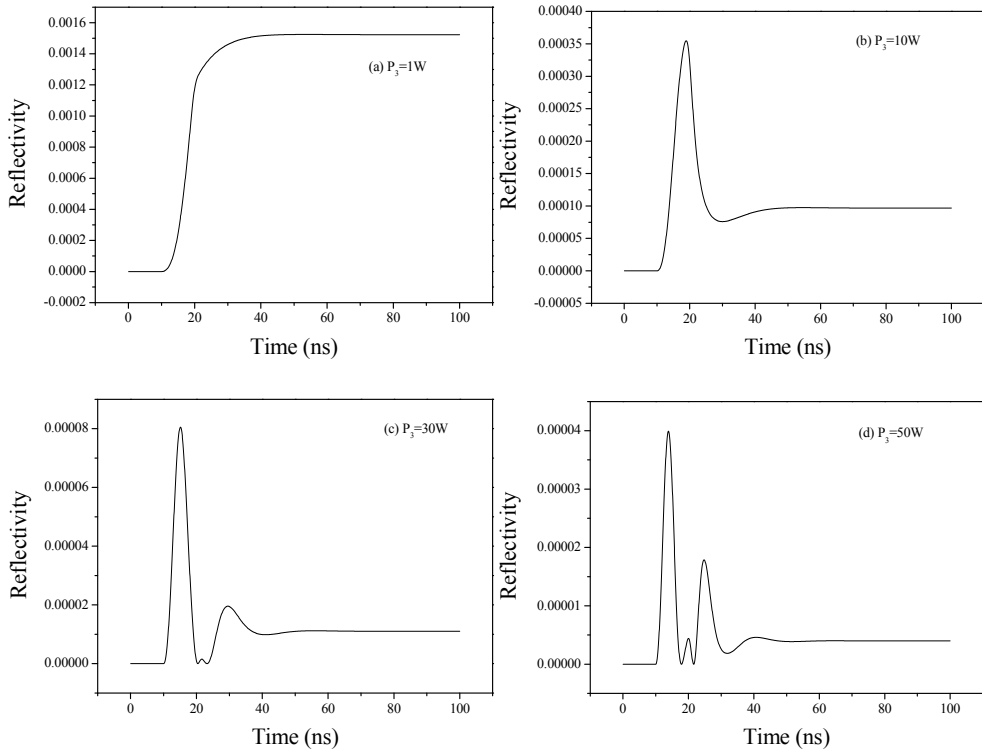 0.0016
0.0014
0.0012
0.0010
0.0008
0.0006
0.0004
0.0002
0.0000
-0.0002
Reflectivity
(a) P3=1W
0 20 40 60 80 100
Time (ns)
0.00040
0.00035
0.00030
0.00025
0.00020
0.00015
0.00010
0.00005
0.00000
-0.00005
Reflectivity
(b) P3=10W
0 20 40 60 80 100
Time (ns)
0.00008
0.00006
0.00004
0.00002
0.00000
Reflectivity
(c) P3=30W
0 20 40 60 80 100
Time (ns)
0.00004
0.00003
0.00002
0.00001
0.00000
Reflectivity
(d) P3=50W
0 20 40 60 80 100
Time (ns)